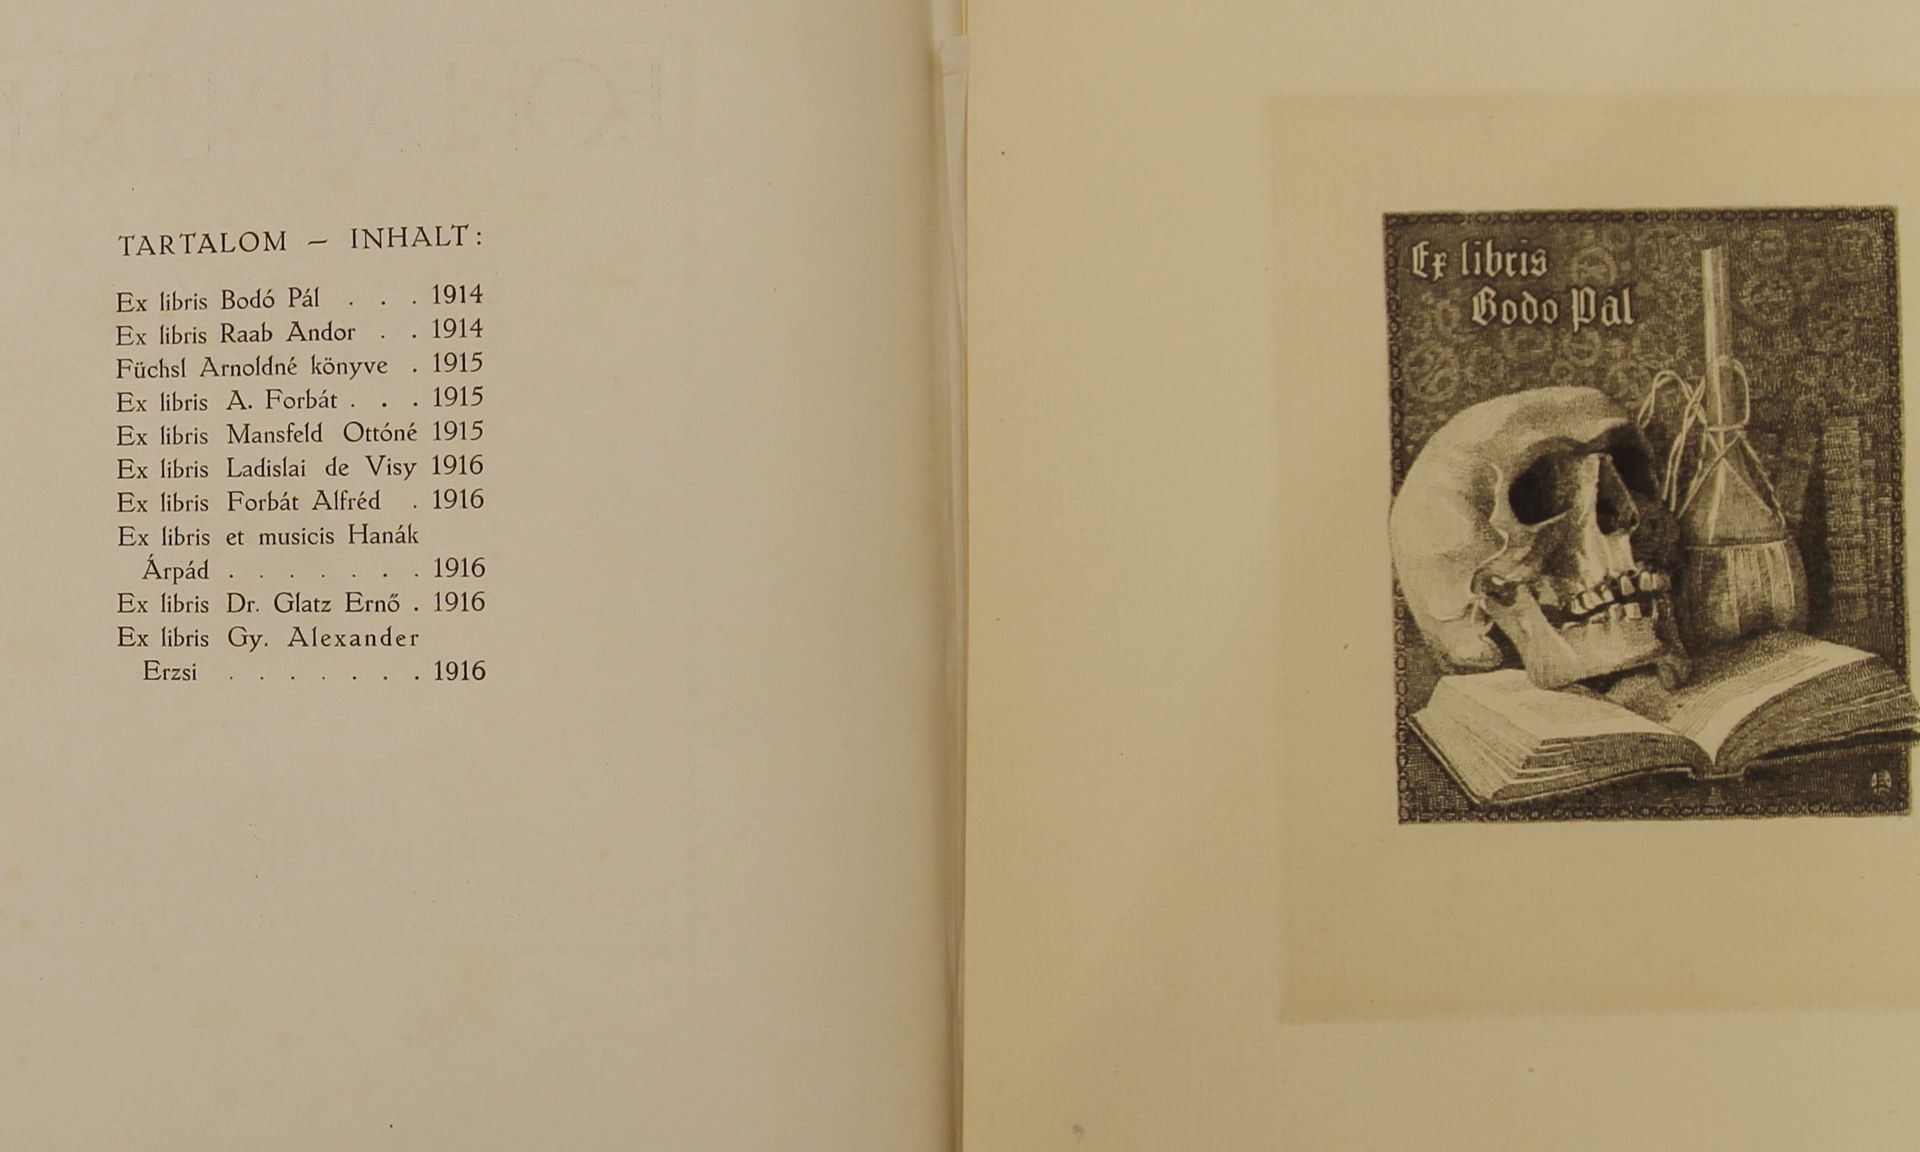 TARTALOM – INHALT:
Ex libris Bodó Pál . . . 1914
Ex libris Raab Andor . . 1914
Füchsl Arnoldné könyve . 1915
Ex libris A. Forbát . . . 1915
Ex libris Mansfeld Ottóné 1915
Ex libris Ladislai de Visy 1916
Ex libris Forbát Alfréd . 1916
Ex libris et musicis Hanák
Árpád . . . . . . . 1916
Ex libris Dr. Glatz Ernő . 1916
Ex libris Gy. Alexander
Erzsi . . . . . . . 1916
Ex libris
Bodo Pál